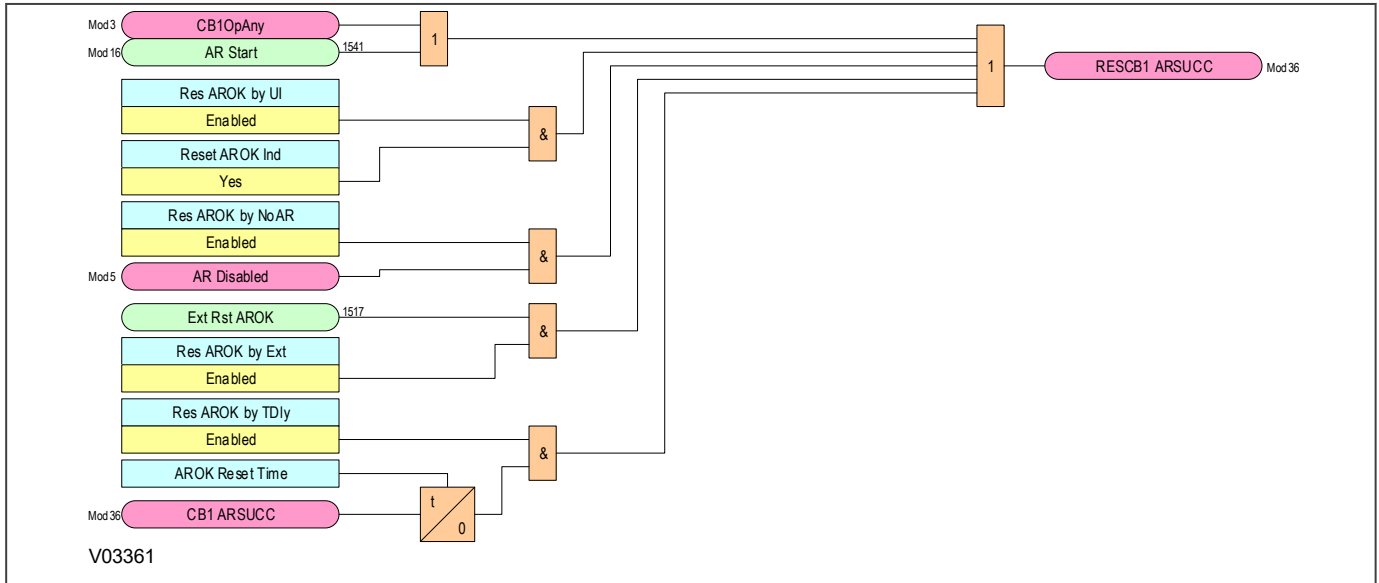 Mod 3 CB1OpAny
1
Mod 16 AR Start 1541
1
RESCB1 ARSUCC Mod 36
Res AROK by UI
Enabled
&
Reset AROK Ind
Yes
Res AROK by NoAR
Enabled
&
Mod 5 AR Disabled
Ext Rst AROK 1517
&
Res AROK by Ext
Enabled
Res AROK by TDly
Enabled
&
AROK Reset Time
t
0
Mod 36 CB1 ARSUCC
V03361